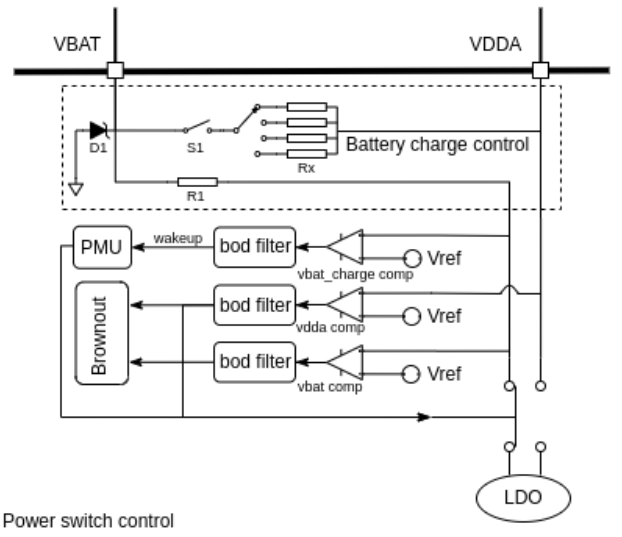 VBAT
VDDA
D1
S1
Rx
Battery charge control
R1
PMU
wakeup
bod filter
Vref
vbat_charge comp
Brownout
bod filter
Vref
vdda comp
bod filter
Vref
vbat comp
LDO
Power switch control